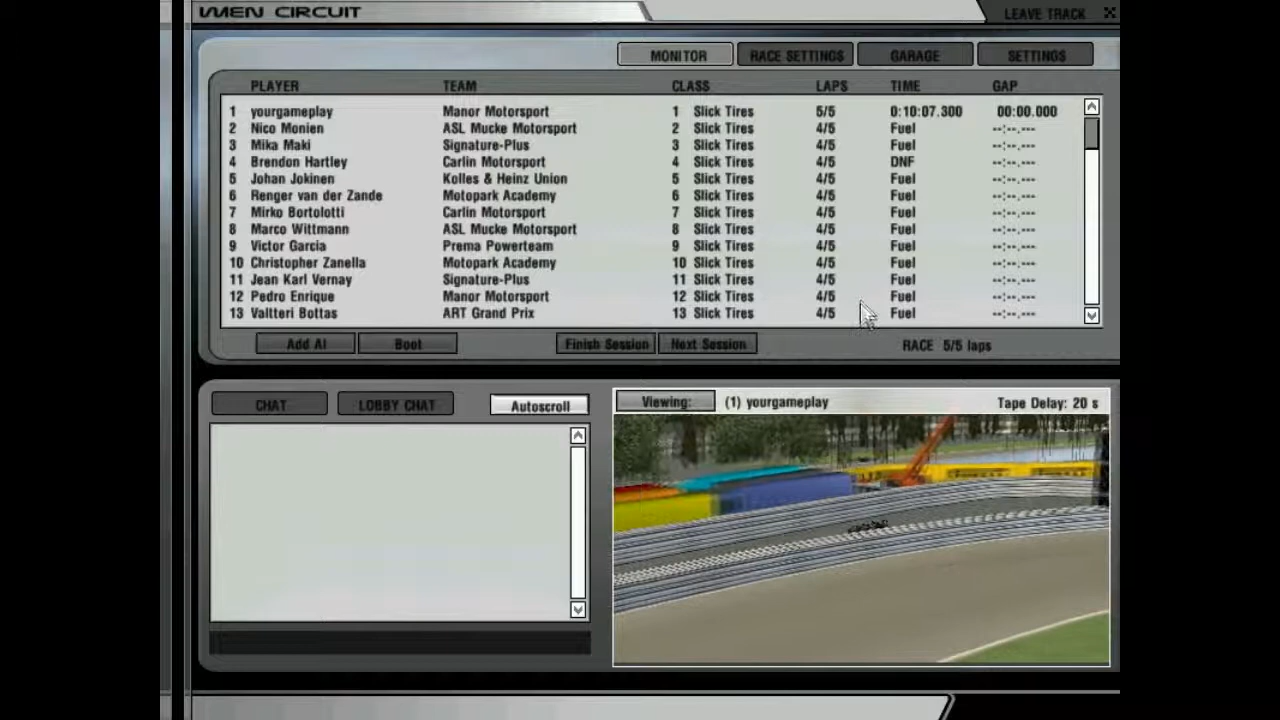 MEN CIRCUIT
LEAVE TRACK
MONITOR RACE SETTINGS GARAGE SETTINGS
PLAYER TEAM CLASS LAPS TIME GAP
1 yourgameplay Manor Motorsport 1 Slick Tires 5/5 0:10:07.300 00:00.000
2 Nico Monien ASL Mucke Motorsport 2 Slick Tires 4/5 Fuel --:--.---
3 Mika Maki Signature-Plus 3 Slick Tires 4/5 Fuel --:--.---
4 Brendon Hartley Carlin Motorsport 4 Slick Tires 4/5 DNF --:--.---
5 Johan Jokinen Kolles & Heinz Union 5 Slick Tires 4/5 Fuel --:--.---
6 Renger van der Zande Motopark Academy 6 Slick Tires 4/5 Fuel --:--.---
7 Mirko Bortolotti Carlin Motorsport 7 Slick Tires 4/5 Fuel --:--.---
8 Marco Wittmann ASL Mucke Motorsport 8 Slick Tires 4/5 Fuel --:--.---
9 Victor Garcia Prema Powerteam 9 Slick Tires 4/5 Fuel --:--.---
10 Christopher Zanella Motopark Academy 10 Slick Tires 4/5 Fuel --:--.---
11 Jean Karl Vernay Signature-Plus 11 Slick Tires 4/5 Fuel --:--.---
12 Pedro Enrique Manor Motorsport 12 Slick Tires 4/5 Fuel --:--.---
13 Valtteri Bottas ART Grand Prix 13 Slick Tires 4/5 Fuel --:--.---
Add AI Boot Finish Session Next Session RACE 5/5 laps
CHAT LOBBY CHAT Autoscroll
Viewing: (1) yourgameplay Tape Delay: 20 s